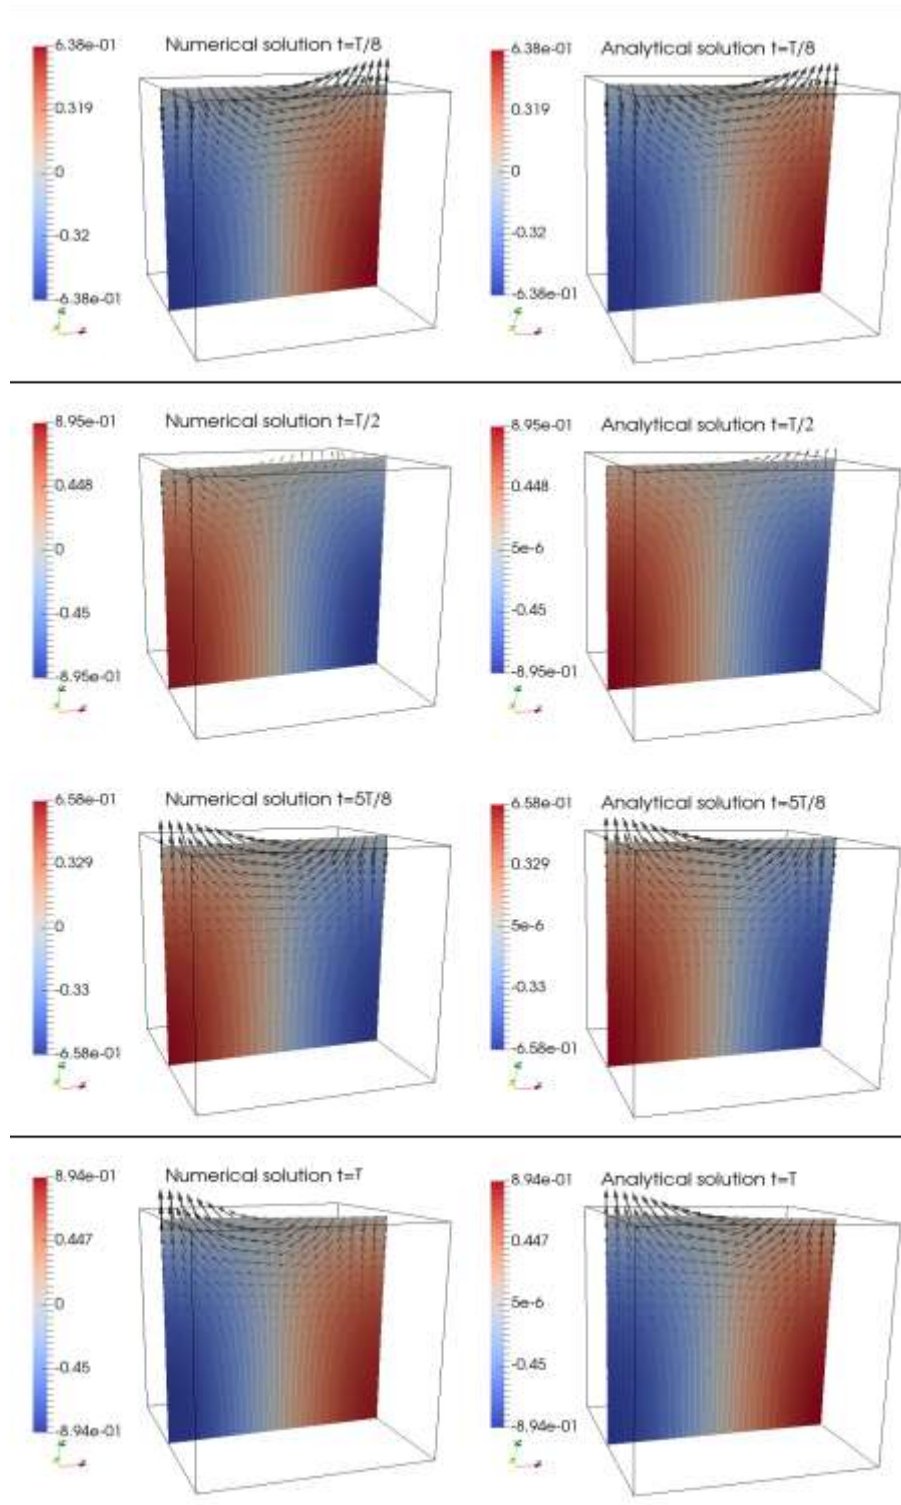 Numerical solution t=T/8
6.38e-01
0.319
0
-0.32
-6.38e-01
Analytical solution t=T/8
6.38e-01
0.319
0
-0.32
-6.38e-01
Numerical solution t=T/2
8.95e-01
0.448
0
-0.45
-8.95e-01
Analytical solution t=T/2
8.95e-01
0.448
5e-6
-0.45
-8.95e-01
Numerical solution t=5T/8
6.58e-01
0.329
0
-0.33
-6.58e-01
Analytical solution t=5T/8
6.58e-01
0.329
5e-6
-0.33
-6.58e-01
Numerical solution t=T
8.94e-01
0.447
0
-0.45
-8.94e-01
Analytical solution t=T
8.94e-01
0.447
5e-6
-0.45
-8.94e-01